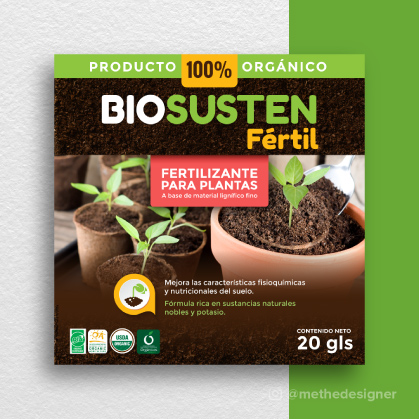 PRODUCTO 100% ORGÁNICO
BIOSUSTEN
Fértil
FERTILIZANTE
PARA PLANTAS
A base de material lignífico fino
Mejora las características fisioquímicas
y nutricionales del suelo.
Fórmula rica en sustancias naturales
nobles y potasio.
USDA
ORGANIC
CONTENIDO NETO
20 gls
@methedesigner